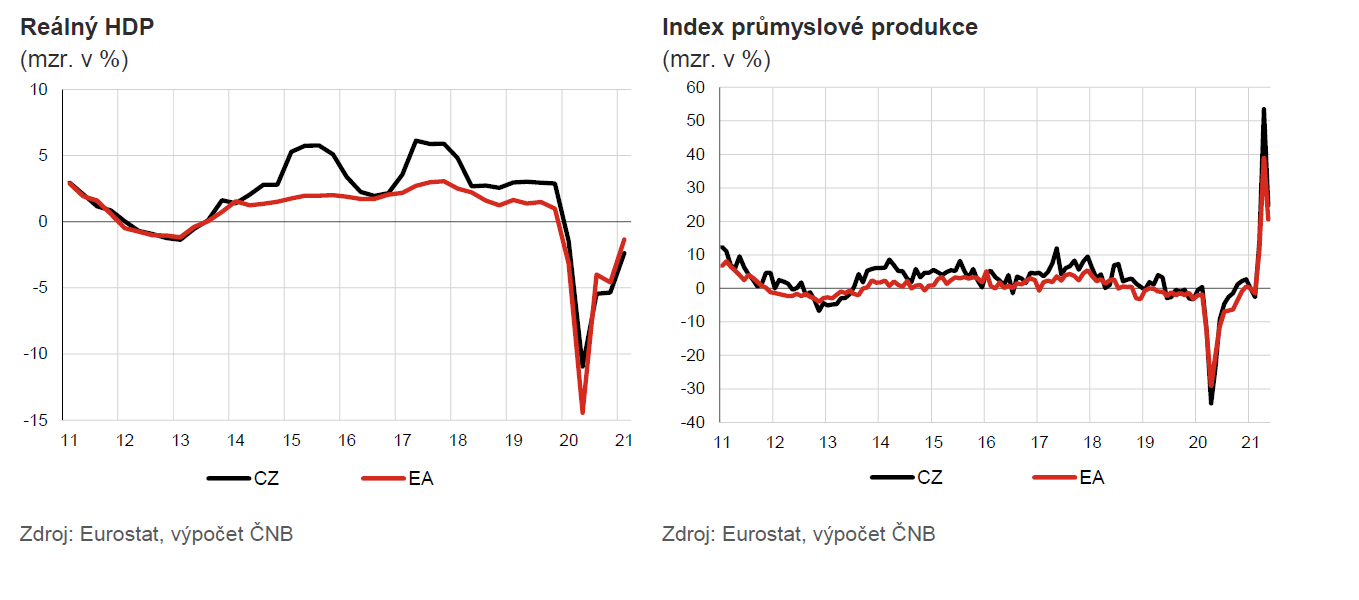 Reálný HDP
(mzr. v %)
10
5
0
-5
-10
-15
11 12 13 14 15 16 17 18 19 20 21
CZ EA
Zdroj: Eurostat, výpočet ČNB
Index průmyslové produkce
(mzr. v %)
60
50
40
30
20
10
0
-10
-20
-30
-40
11 12 13 14 15 16 17 18 19 20 21
CZ EA
Zdroj: Eurostat, výpočet ČNB